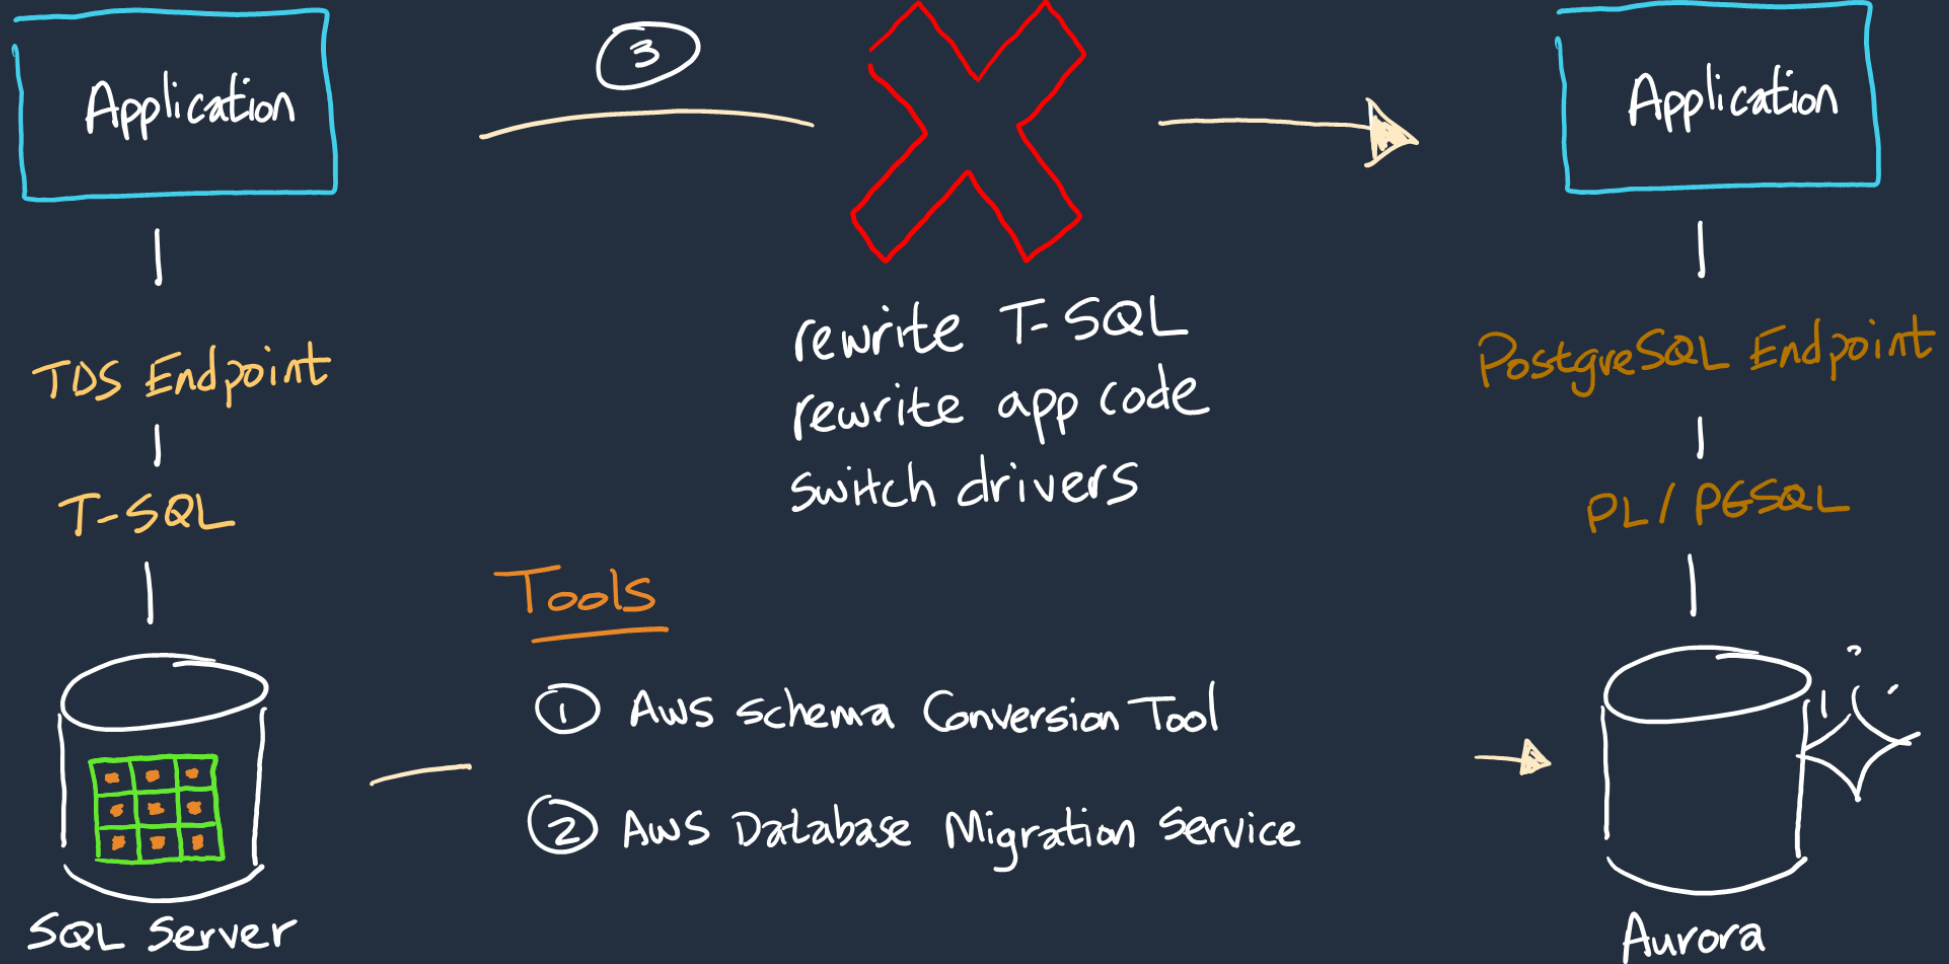 Application
3
Application
rewrite T-SQL
rewrite app code
switch drivers
TDS Endpoint
T-SQL
PostgreSQL Endpoint
PL/PGSQL
Tools
1 AWS Schema Conversion Tool
2 AWS Database Migration Service
SQL Server
Aurora